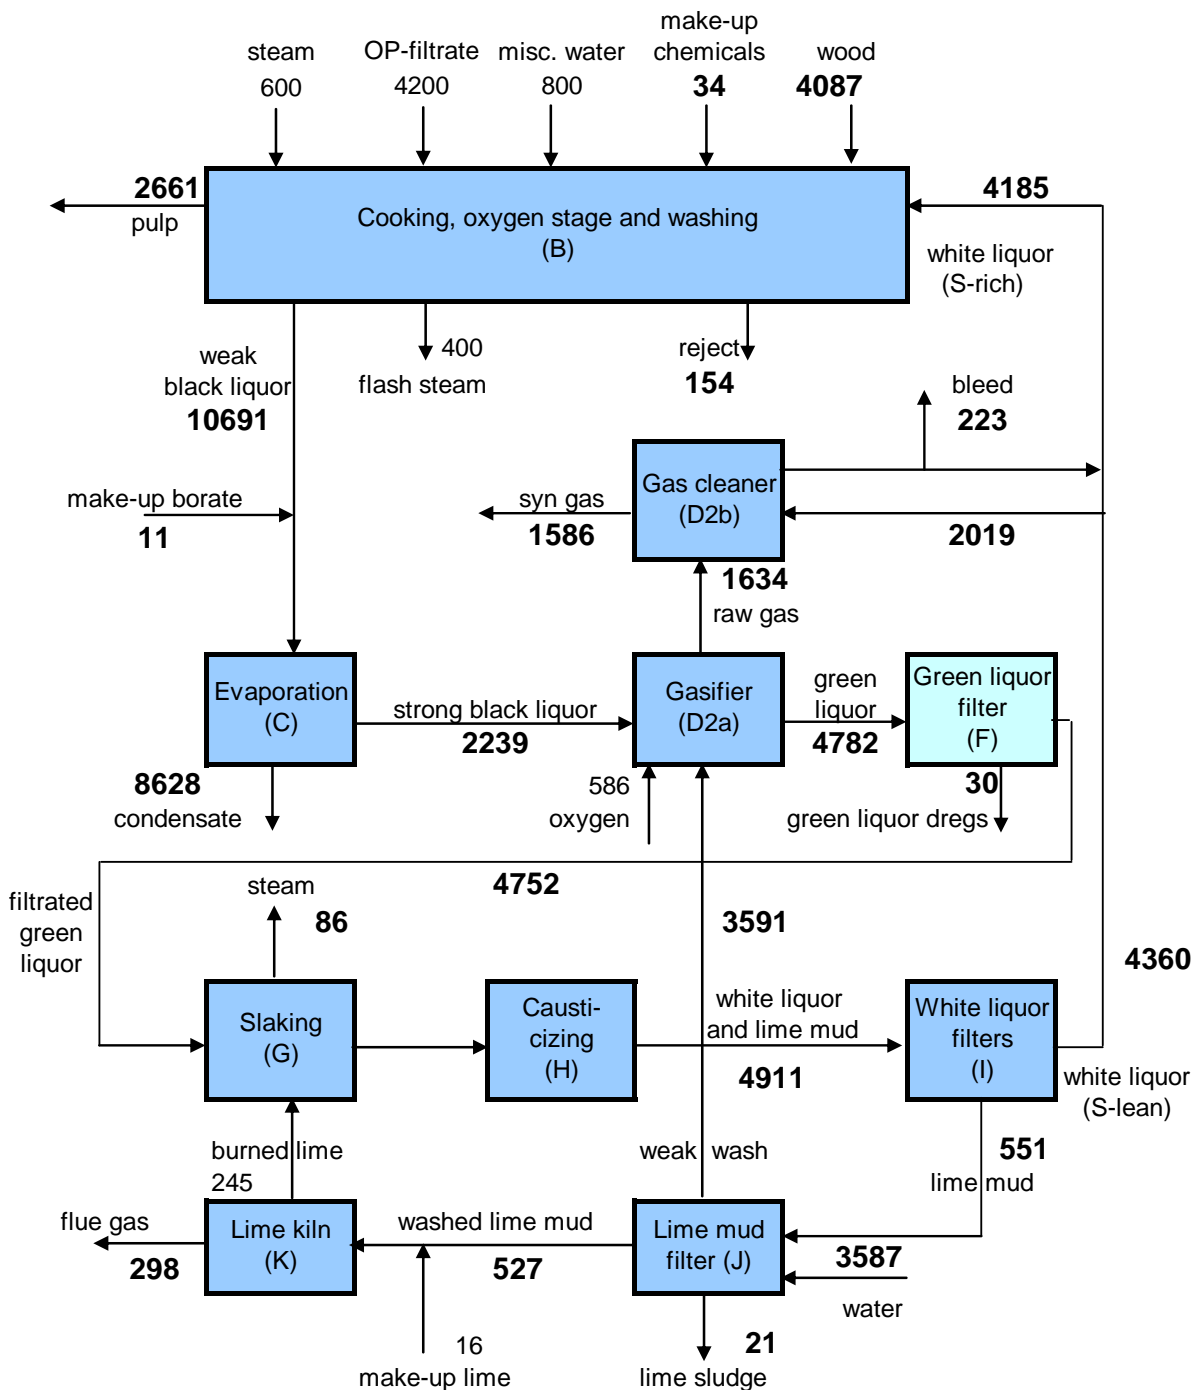 steam
600
OP-filtrate
4200
misc. water
800
make-up
chemicals
34
wood
4087
2661
pulp
Cooking, oxygen stage and washing
(B)
4185
white liquor
(S-rich)
weak
black liquor
10691
400
flash steam
reject
154
bleed
223
make-up borate
11
syn gas
1586
Gas cleaner
(D2b)
2019
1634
raw gas
Evaporation
(C)
strong black liquor
2239
Gasifier
(D2a)
green
liquor
4782
Green liquor
filter
(F)
8628
condensate
586
oxygen
30
green liquor dregs
4752
filtrated
green
liquor
steam
86
3591
4360
Slaking
(G)
Causti-
cizing
(H)
white liquor
and lime mud
4911
White liquor
filters
(I)
white liquor
(S-lean)
burned lime
245
weak wash
551
lime mud
flue gas
298
Lime kiln
(K)
washed lime mud
527
Lime mud
filter (J)
3587
water
16
make-up lime
21
lime sludge